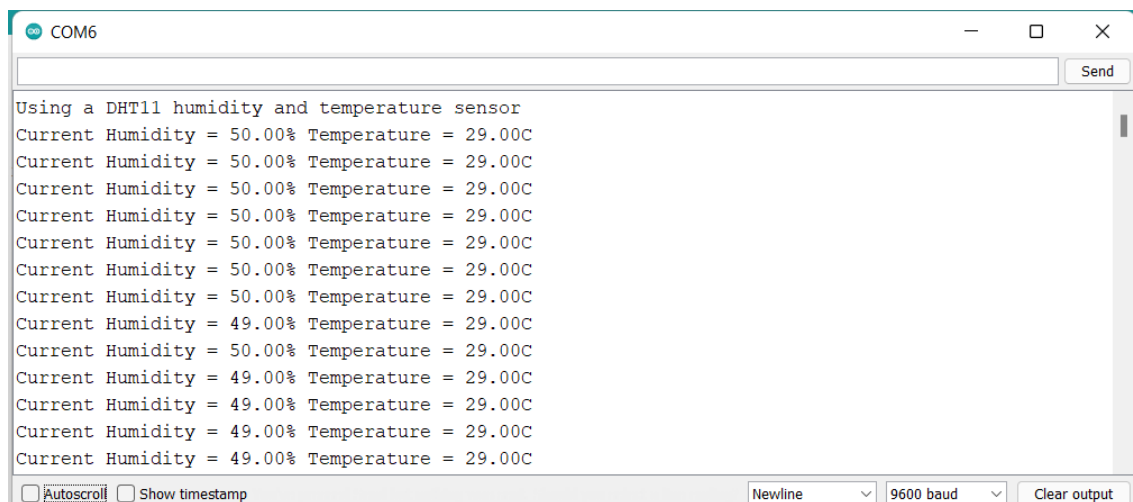 COM6
Send
Using a DHT11 humidity and temperature sensor
Current Humidity = 50.00% Temperature = 29.00C
Current Humidity = 50.00% Temperature = 29.00C
Current Humidity = 50.00% Temperature = 29.00C
Current Humidity = 50.00% Temperature = 29.00C
Current Humidity = 50.00% Temperature = 29.00C
Current Humidity = 50.00% Temperature = 29.00C
Current Humidity = 50.00% Temperature = 29.00C
Current Humidity = 49.00% Temperature = 29.00C
Current Humidity = 50.00% Temperature = 29.00C
Current Humidity = 49.00% Temperature = 29.00C
Current Humidity = 49.00% Temperature = 29.00C
Current Humidity = 49.00% Temperature = 29.00C
Current Humidity = 49.00% Temperature = 29.00C
Autoscroll Show timestamp Newline 9600 baud Clear output